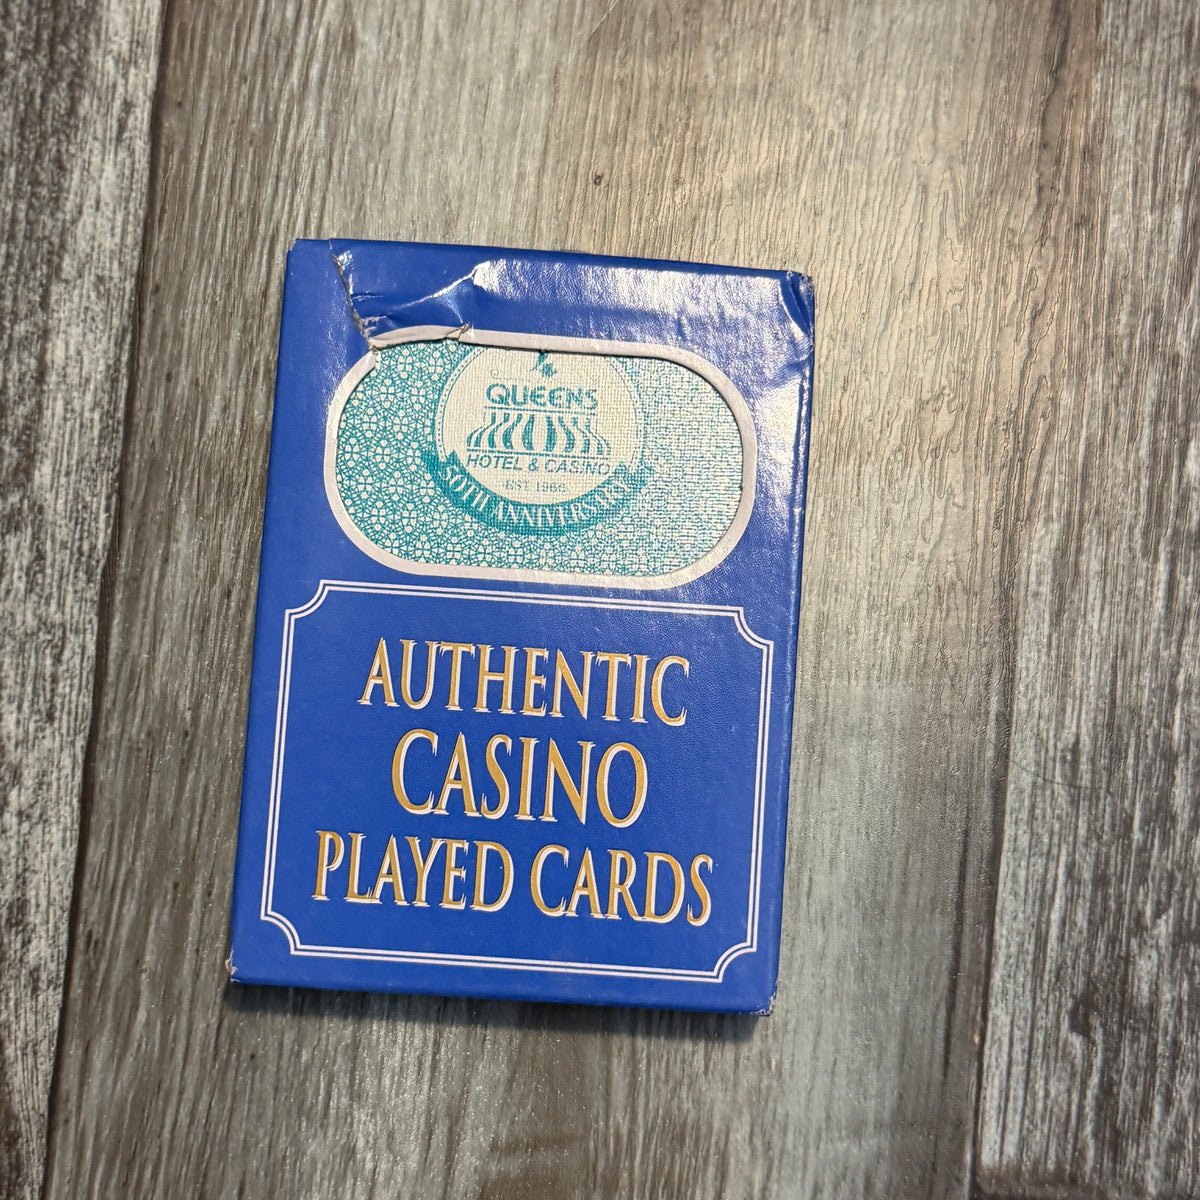 QUEENS
HOTEL & CASINO
EST 1966
50TH ANNIVERSARY
AUTHENTIC
CASINO
PLAYED CARDS